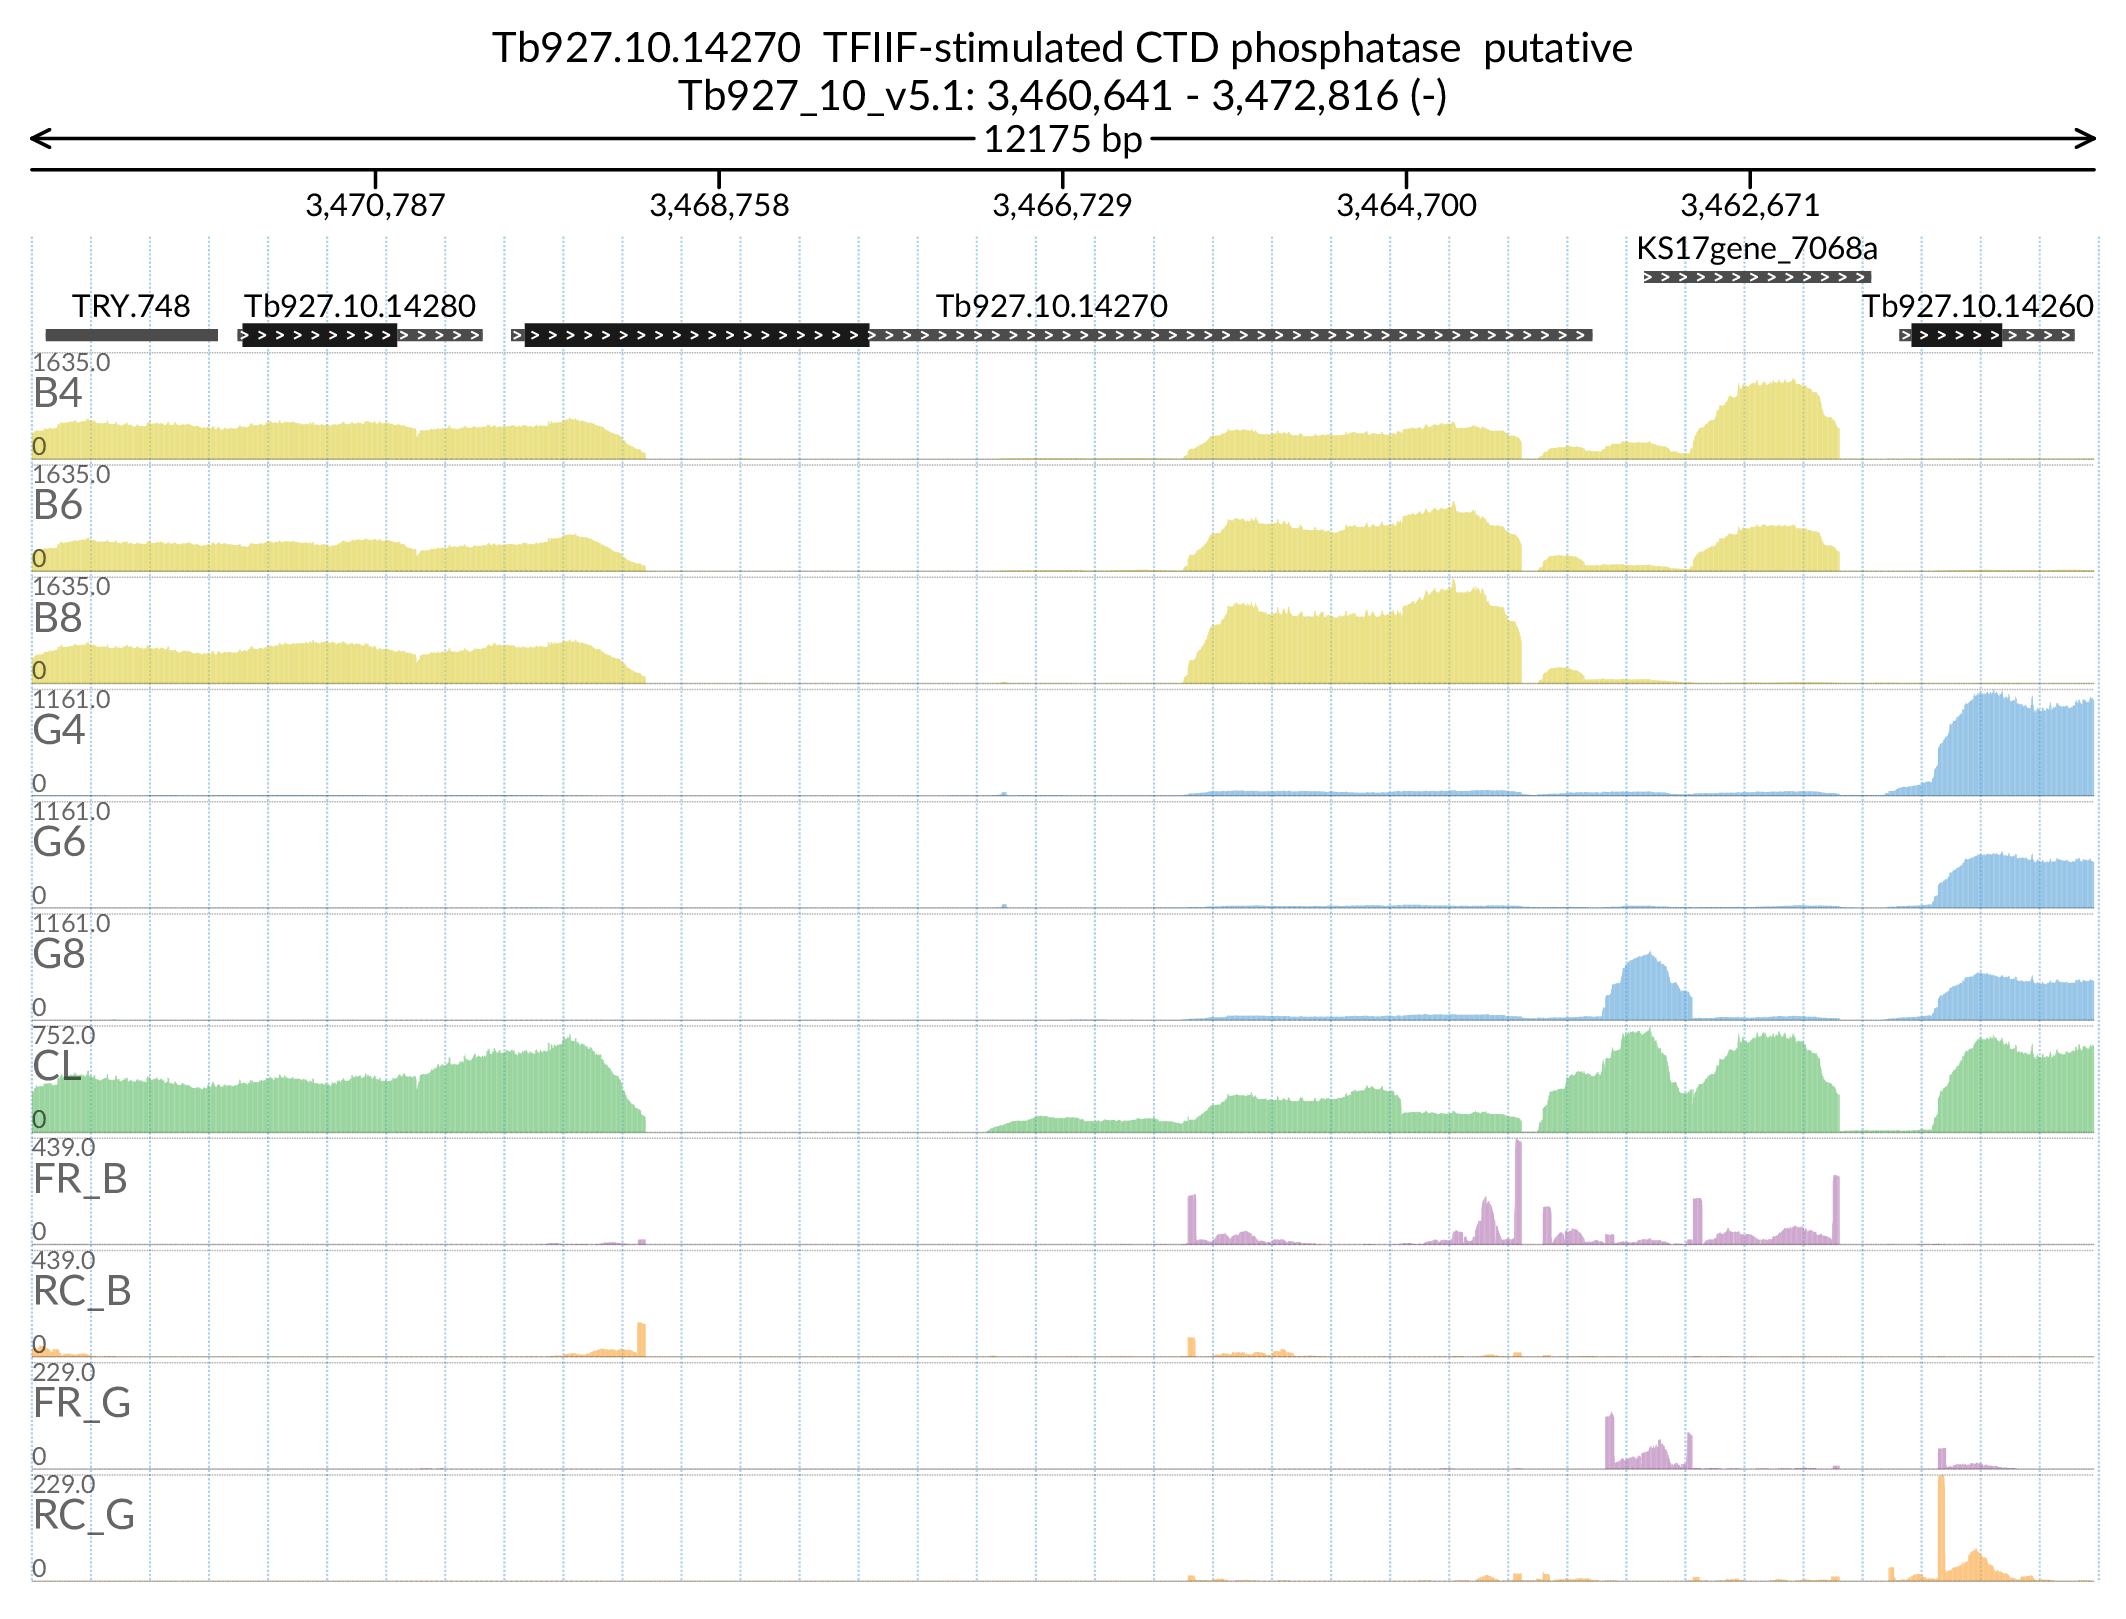 Tb927.10.14270  TFIIF-stimulated CTD phosphatase  putative
Tb927_10_v5.1: 3,460,641 - 3,472,816 (-)
12175 bp
3,470,787 3,468,758 3,466,729 3,464,700 3,462,671
KS17gene_7068a
TRY.748 Tb927.10.14280 Tb927.10.14270 Tb927.10.14260
1635.0
B4
0
1635.0
B6
0
1635.0
B8
0
1161.0
G4
0
1161.0
G6
0
1161.0
G8
0
752.0
CL
0
439.0
FR_B
0
439.0
RC_B
0
229.0
FR_G
0
229.0
RC_G
0